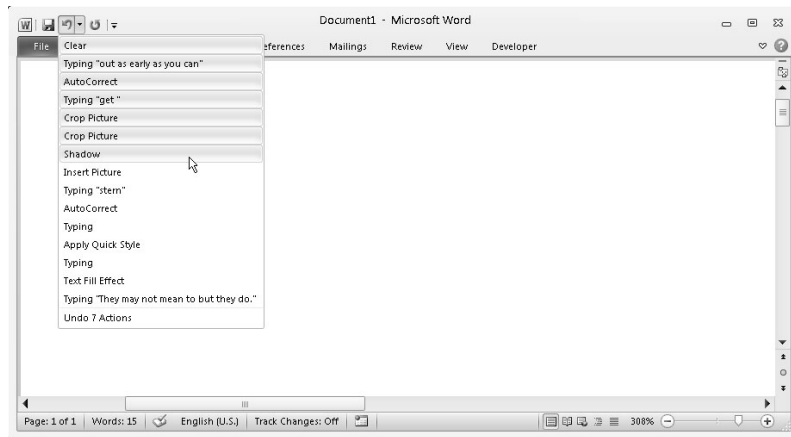 Document1 - Microsoft Word
File eferences Mailings Review View Developer
Clear
Typing "out as early as you can"
AutoCorrect
Typing "get "
Crop Picture
Crop Picture
Shadow
Insert Picture
Typing "stern"
AutoCorrect
Typing
Apply Quick Style
Typing
Text Fill Effect
Typing "They may not mean to but they do."
Undo 7 Actions
Page: 1 of 1 Words: 15 English (U.S.) Track Changes: Off 308%